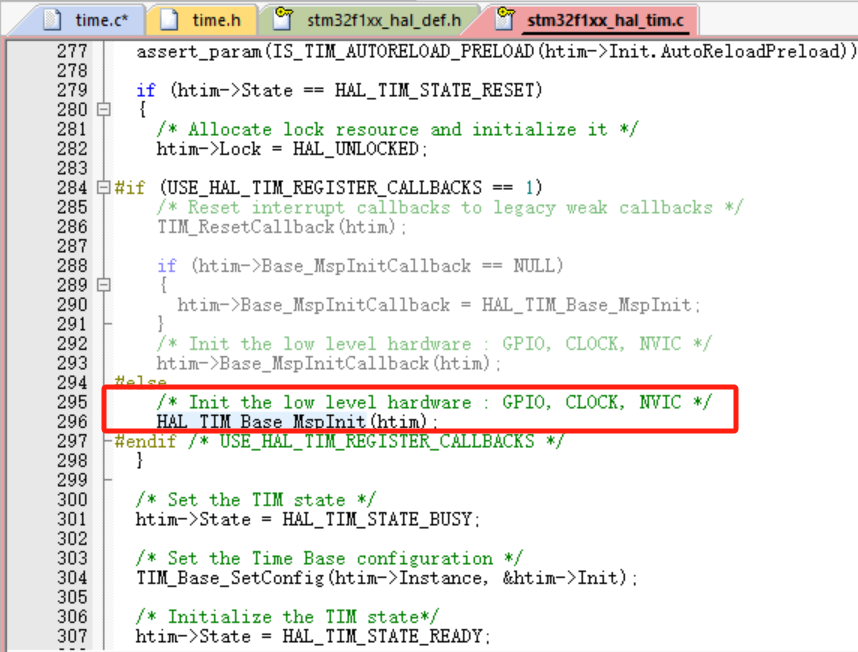 time.c* time.h stm32f1xx_hal_def.h stm32f1xx_hal_tim.c
277 assert_param(IS_TIM_AUTORELOAD_PRELOAD(htim->Init.AutoReloadPreload))
278
279 if (htim->State == HAL_TIM_STATE_RESET)
280 {
281 /* Allocate lock resource and initialize it */
282 htim->Lock = HAL_UNLOCKED;
283
284 #if (USE_HAL_TIM_REGISTER_CALLBACKS == 1)
285 /* Reset interrupt callbacks to legacy weak callbacks */
286 TIM_ResetCallback(htim);
287
288 if (htim->Base_MspInitCallback == NULL)
289 {
290 htim->Base_MspInitCallback = HAL_TIM_Base_MspInit;
291 }
292 /* Init the low level hardware : GPIO, CLOCK, NVIC */
293 htim->Base_MspInitCallback(htim);
294 #else
295 /* Init the low level hardware : GPIO, CLOCK, NVIC */
296 HAL_TIM_Base_MspInit(htim);
297 #endif /* USE_HAL_TIM_REGISTER_CALLBACKS */
298 }
299
300 /* Set the TIM state */
301 htim->State = HAL_TIM_STATE_BUSY;
302
303 /* Set the Time Base configuration */
304 TIM_Base_SetConfig(htim->Instance, &htim->Init);
305
306 /* Initialize the TIM state*/
307 htim->State = HAL_TIM_STATE_READY;